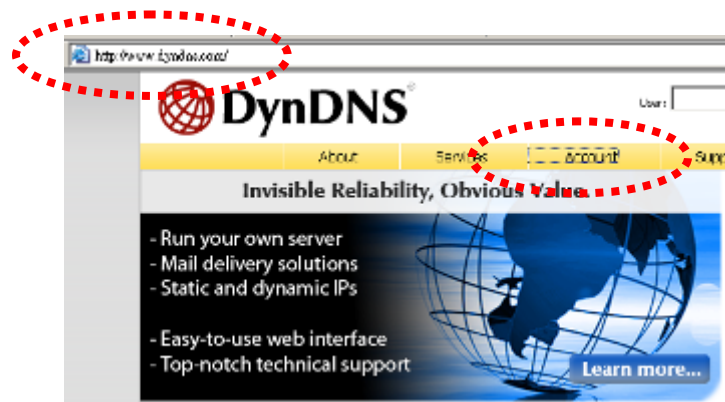 http://www.dyndns.com/
DynDNS®
User:
About Services Account Supp
Invisible Reliability, Obvious Value
- Run your own server
- Mail delivery solutions
- Static and dynamic IPs
- Easy-to-use web interface
- Top-notch technical support
Learn more...